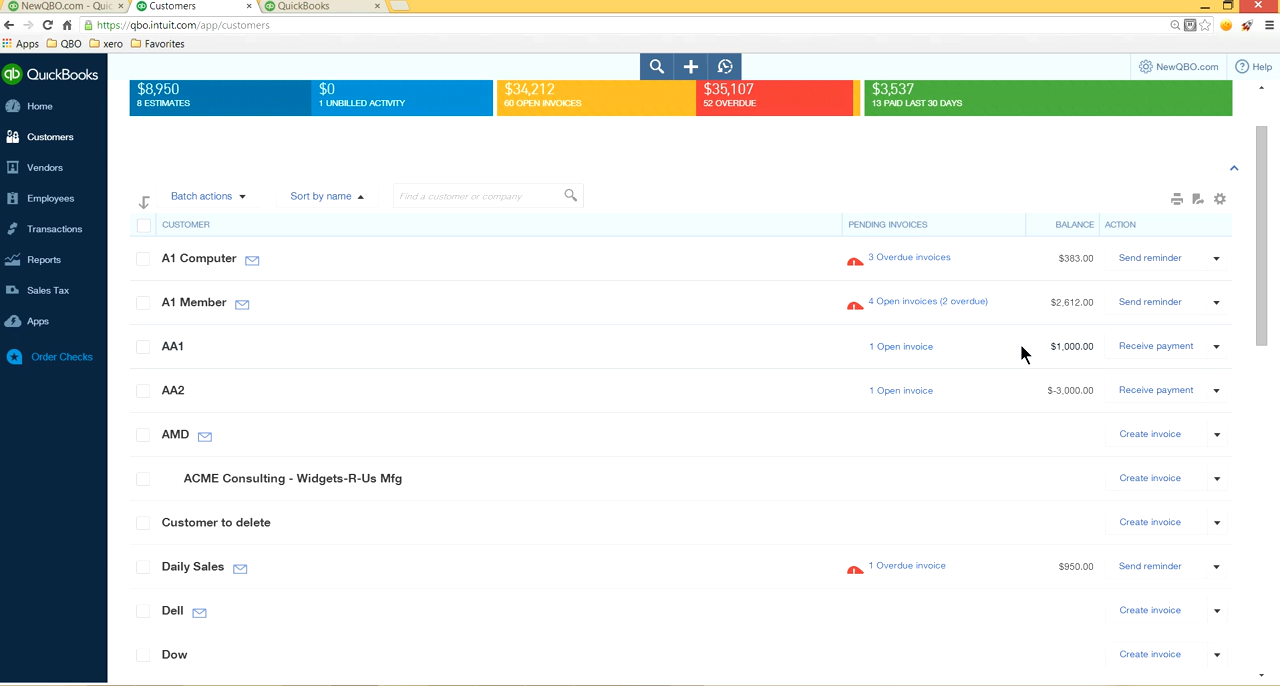 NewQBO.com - Quic
Customers
QuickBooks
https://qbo.intuit.com/app/customers
Apps QBO xero Favorites
QuickBooks
NewQBO.com Help
Home
Customers
Vendors
Employees
Transactions
Reports
Sales Tax
Apps
Order Checks
$8,950
8 ESTIMATES
$0
1 UNBILLED ACTIVITY
$34,212
60 OPEN INVOICES
$35,107
52 OVERDUE
$3,537
13 PAID LAST 30 DAYS
Batch actions Sort by name Find a customer or company
CUSTOMER PENDING INVOICES BALANCE ACTION
A1 Computer 3 Overdue invoices $383.00 Send reminder
A1 Member 4 Open invoices (2 overdue) $2,612.00 Send reminder
AA1 1 Open invoice $1,000.00 Receive payment
AA2 1 Open invoice $-3,000.00 Receive payment
AMD Create invoice
ACME Consulting - Widgets-R-Us Mfg Create invoice
Customer to delete Create invoice
Daily Sales 1 Overdue invoice $950.00 Send reminder
Dell Create invoice
Dow Create invoice